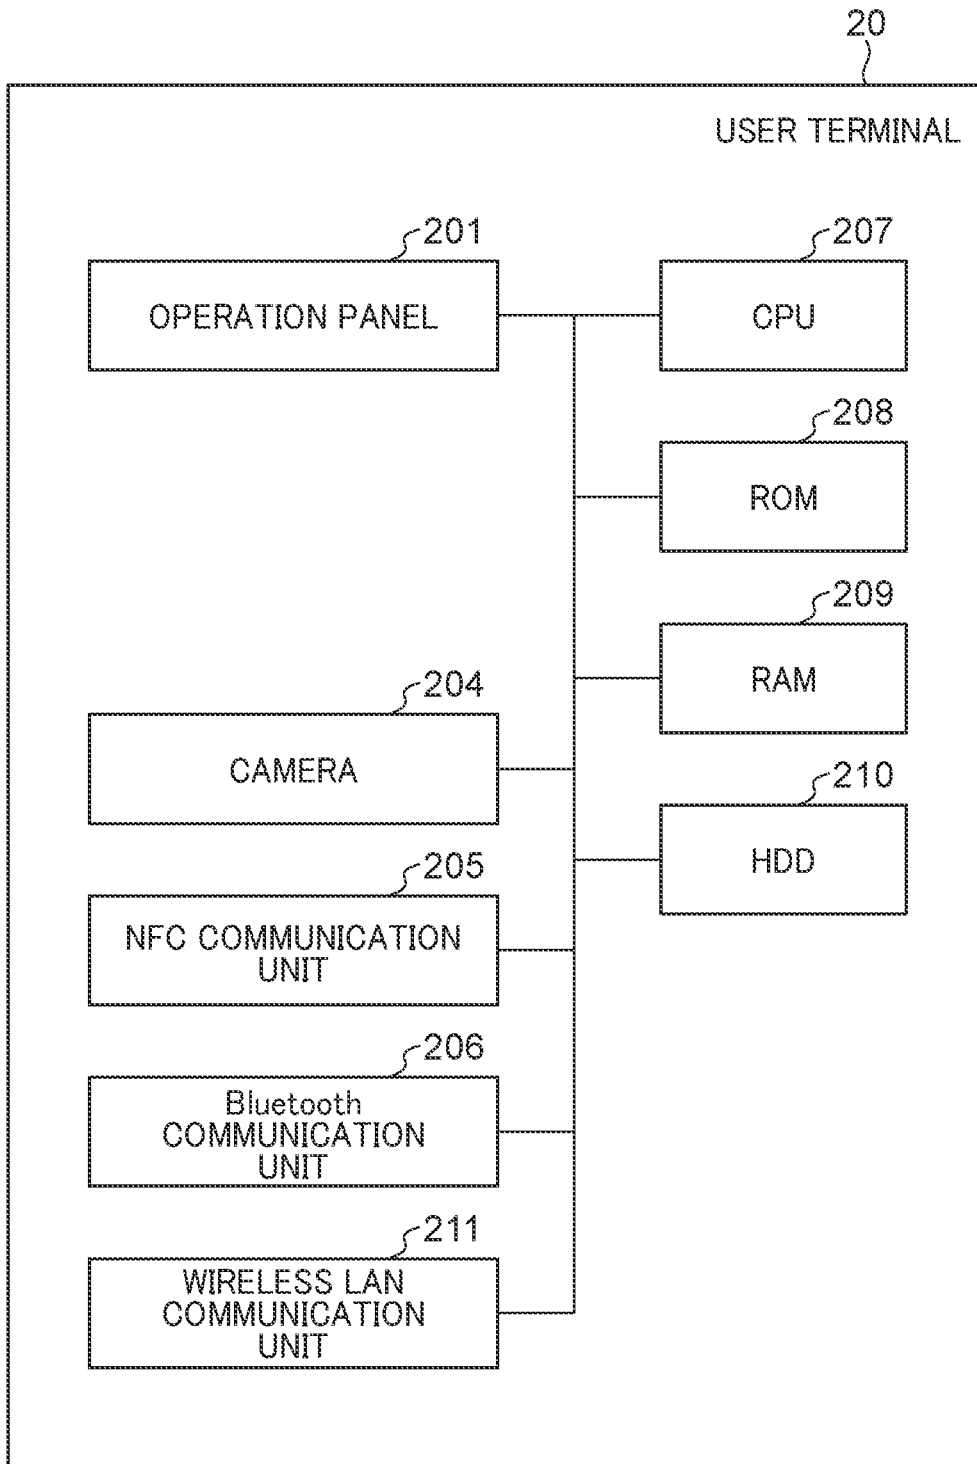 20
USER TERMINAL
201
OPERATION PANEL
207
CPU
208
ROM
209
RAM
204
CAMERA
210
HDD
205
NFC COMMUNICATION
UNIT
206
Bluetooth
COMMUNICATION
UNIT
211
WIRELESS LAN
COMMUNICATION
UNIT